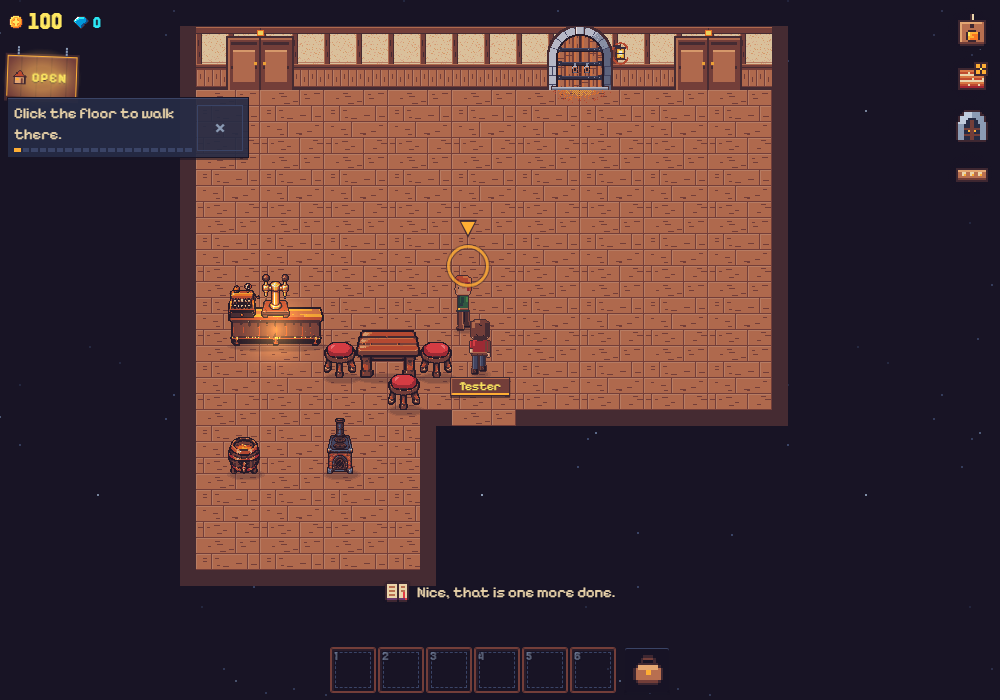 100 0
OPEN
Click the floor to walk
there.
×
Tester
Nice, that is one more done.
1 2 3 4 5 6